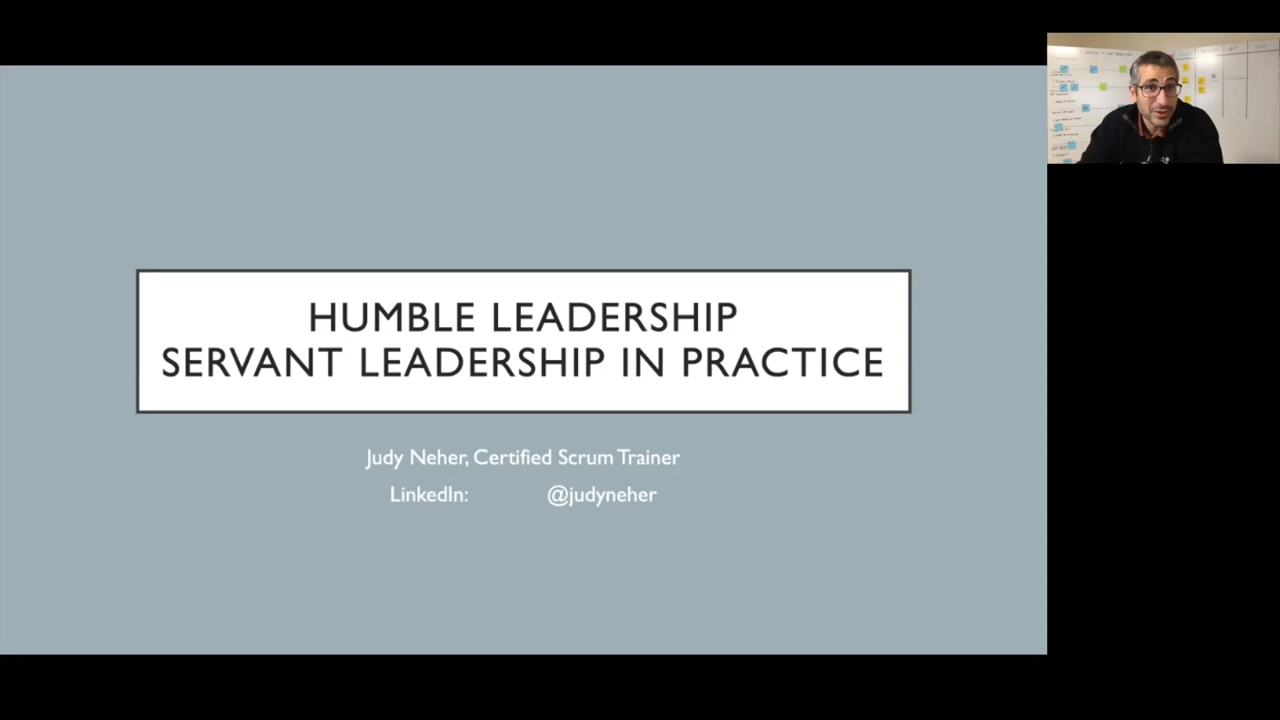 HUMBLE LEADERSHIP
SERVANT LEADERSHIP IN PRACTICE
Judy Neher, Certified Scrum Trainer
LinkedIn: @judyneher